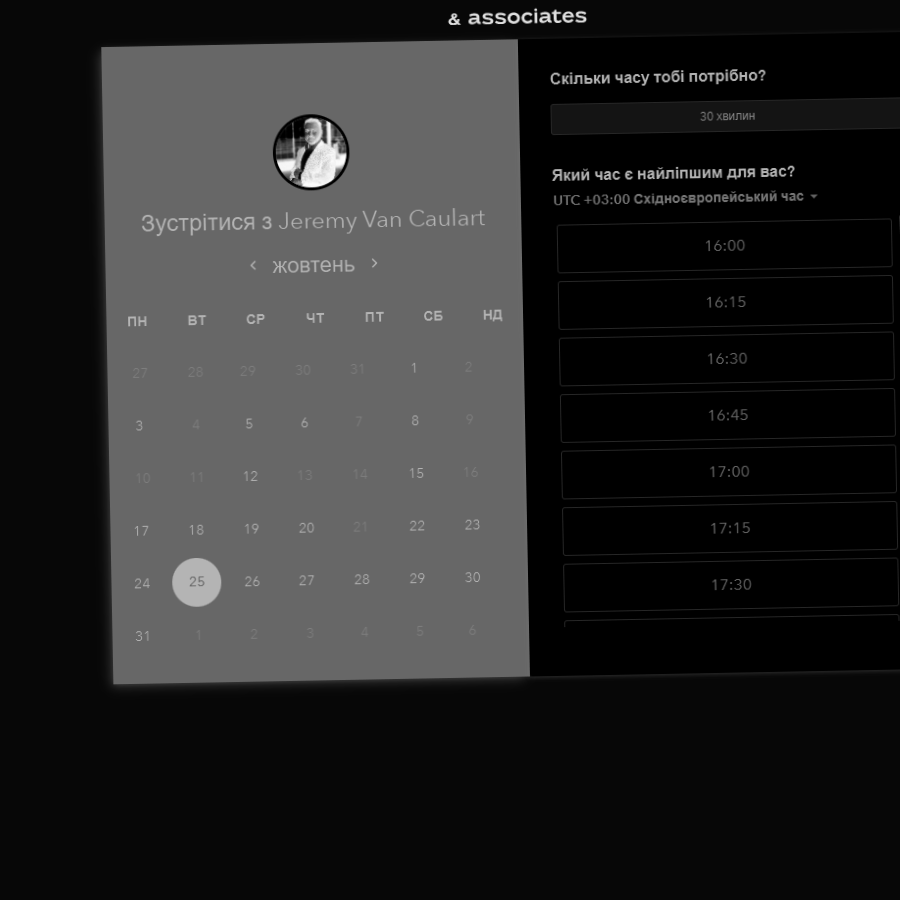 & associates
Зустрітися з Jeremy Van Caulart
жовтень
ПН ВТ СР ЧТ ПТ СБ НД
27 28 29 30 31 1 2
3 4 5 6 7 8 9
10 11 12 13 14 15 16
17 18 19 20 21 22 23
24 25 26 27 28 29 30
31 1 2 3 4 5 6
Скільки часу тобі потрібно?
30 хвилин
Який час є найліпшим для вас?
UTC +03:00 Східноєвропейський час
16:00
16:15
16:30
16:45
17:00
17:15
17:30